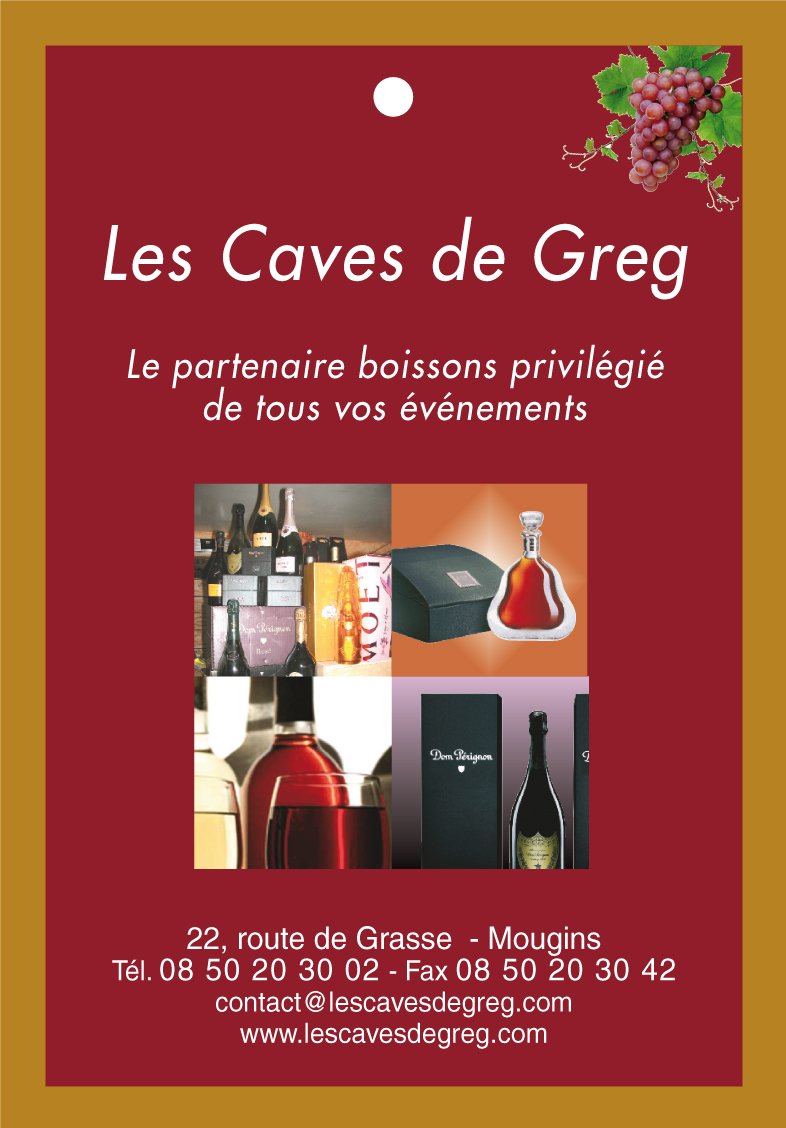 Les Caves de Greg
Le partenaire boissons privilégié
de tous vos événements
Dom Pérignon
MOET
Dom Pérignon
22, route de Grasse - Mougins
Tél. 08 50 20 30 02 - Fax 08 50 20 30 42
contact@lescavesdegreg.com
www.lescavesdegreg.com